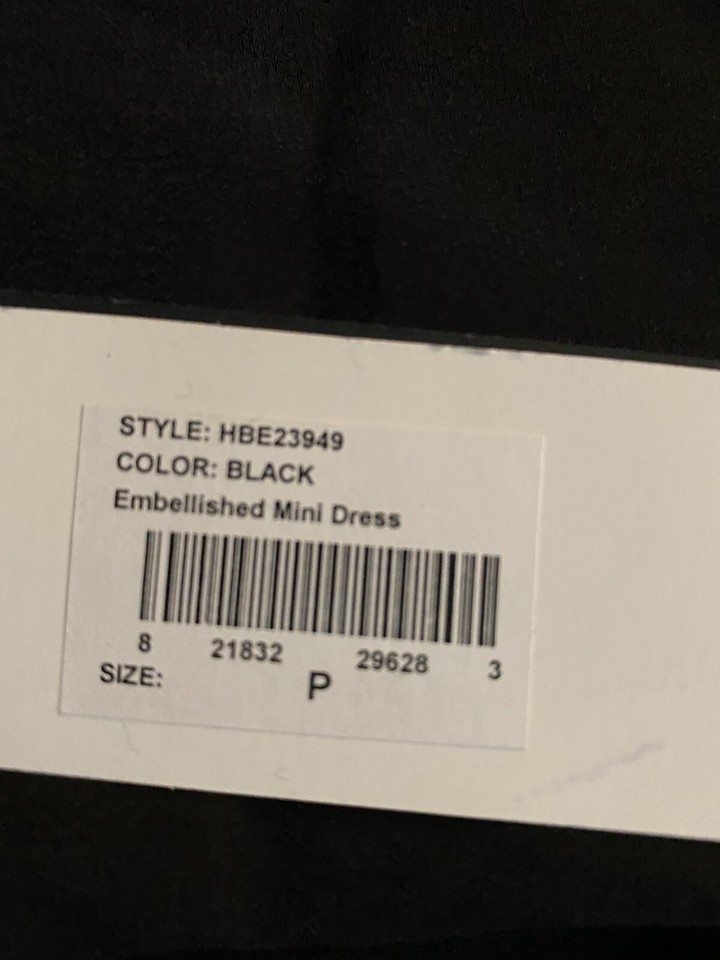 STYLE: HBE23949
COLOR: BLACK
Embellished Mini Dress
8 21832 29628 3
SIZE: P